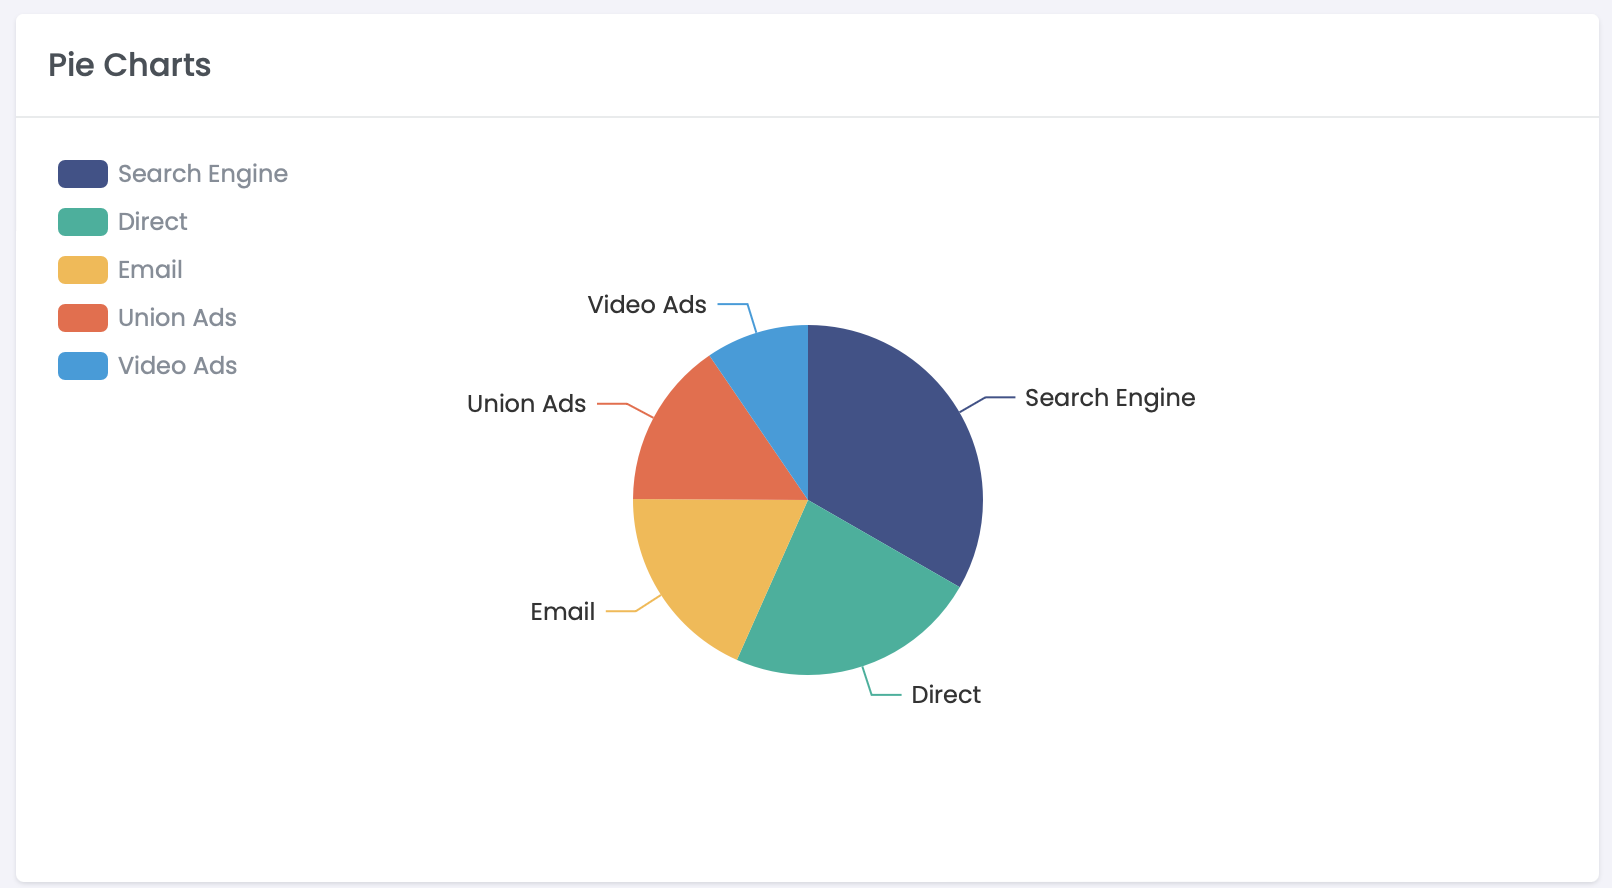 Pie Charts
Search Engine
Direct
Email
Union Ads
Video Ads
Video Ads
Search Engine
Union Ads
Email
Direct